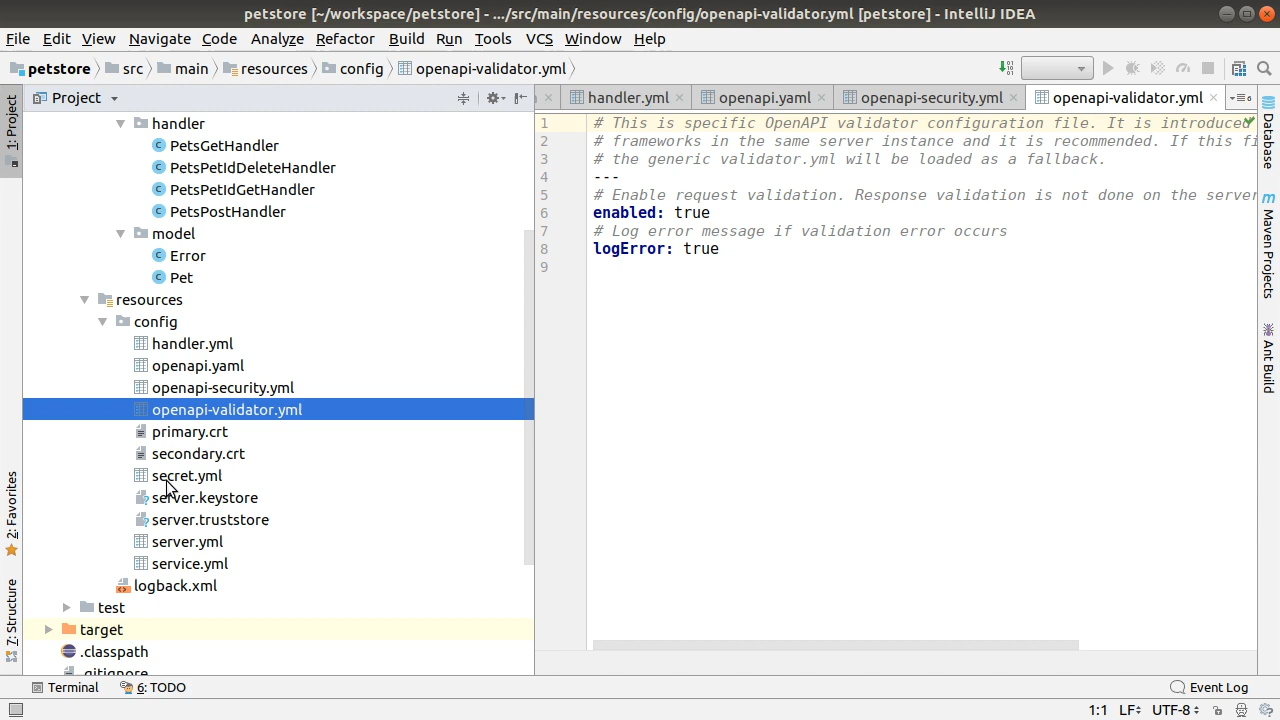 petstore [~/workspace/petstore] - .../src/main/resources/config/openapi-validator.yml [petstore] - IntelliJ IDEA
File Edit View Navigate Code Analyze Refactor Build Run Tools VCS Window Help
petstore src main resources config openapi-validator.yml
1: Project
2: Favorites
7: Structure
Project
handler
PetsGetHandler
PetsPetIdDeleteHandler
PetsPetIdGetHandler
PetsPostHandler
model
Error
Pet
resources
config
handler.yml
openapi.yaml
openapi-security.yml
openapi-validator.yml
primary.crt
secondary.crt
secret.yml
server.keystore
server.truststore
server.yml
service.yml
logback.xml
test
target
.classpath
.gitignore
handler.yml openapi.yaml openapi-security.yml openapi-validator.yml
1 # This is specific OpenAPI validator configuration file. It is introduced
2 # frameworks in the same server instance and it is recommended. If this fi
3 # the generic validator.yml will be loaded as a fallback.
4 ---
5 # Enable request validation. Response validation is not done on the server
6 enabled: true
7 # Log error message if validation error occurs
8 logError: true
9
Database
Maven Projects
Ant Build
Terminal 6: TODO Event Log
1:1 LF UTF-8